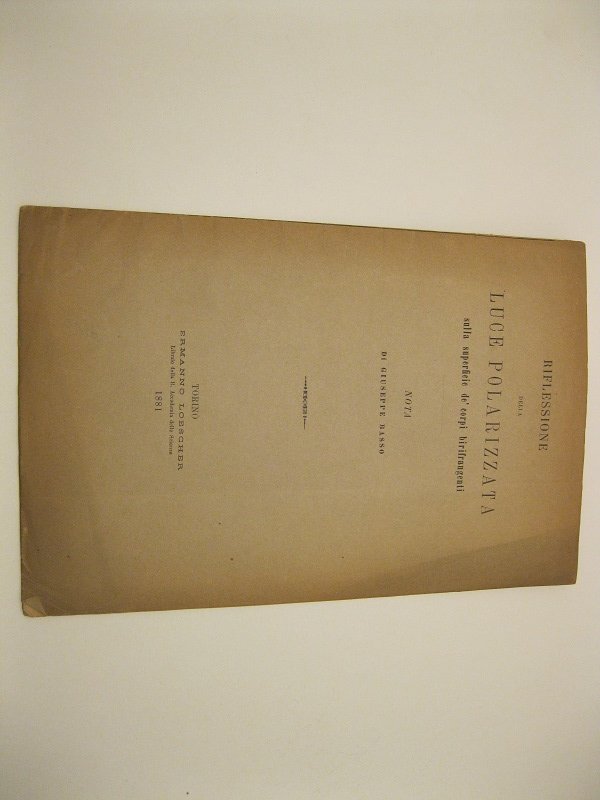 RIFLESSIONE
DELLA
LUCE POLARIZZATA
sulla superficie de' corpi birifrangenti
NOTA
DI GIUSEPPE BASSO
TORINO
ERMANNO LOESCHER
Libraio della R. Accademia delle Scienze
1881